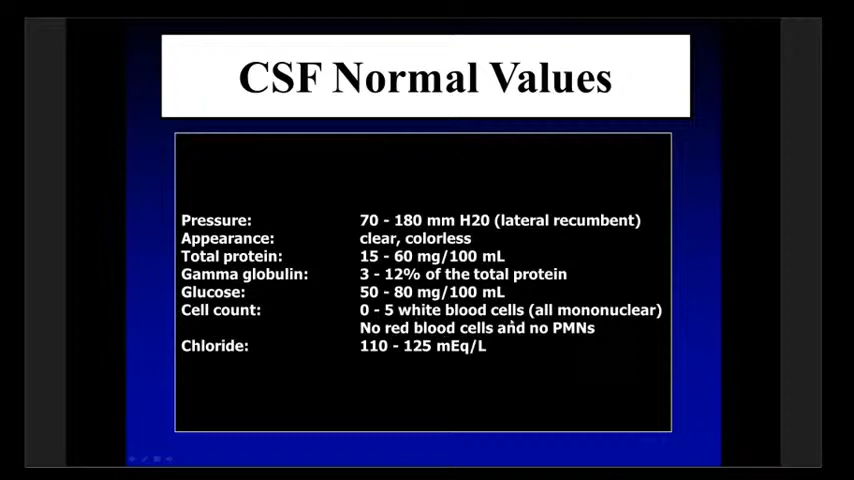 CSF Normal Values
Pressure: 70 - 180 mm H20 (lateral recumbent)
Appearance: clear, colorless
Total protein: 15 - 60 mg/100 mL
Gamma globulin: 3 - 12% of the total protein
Glucose: 50 - 80 mg/100 mL
Cell count: 0 - 5 white blood cells (all mononuclear)
No red blood cells and no PMNs
Chloride: 110 - 125 mEq/L